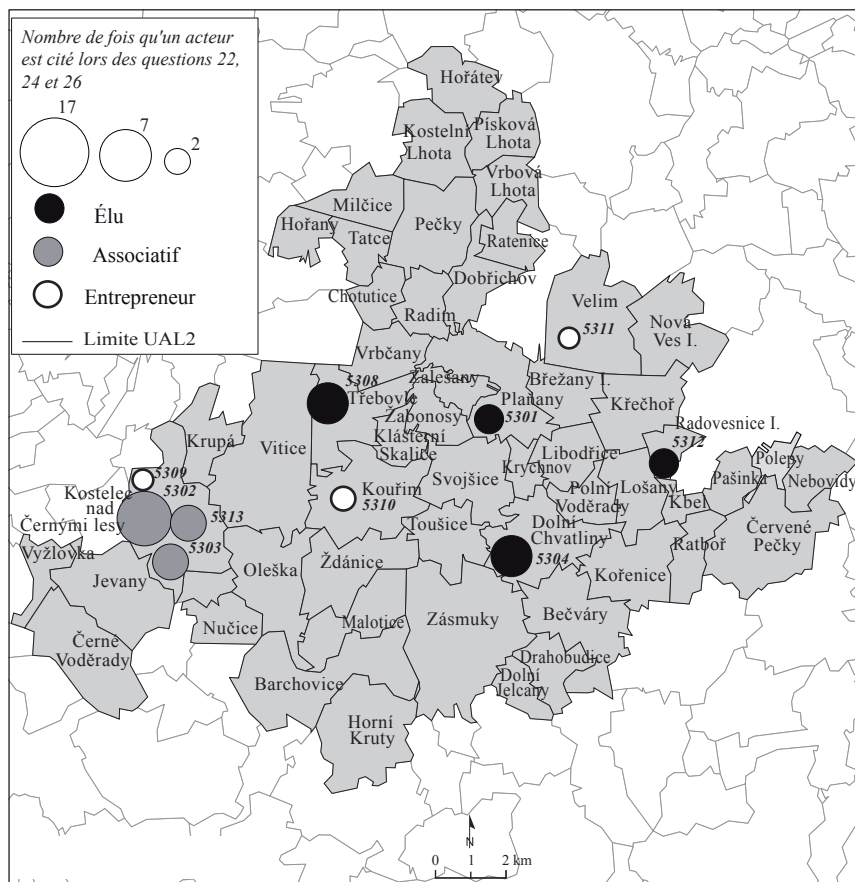 Nombre de fois qu'un acteur
est cité lors des questions 22,
24 et 26
17
7
2
Élu
Associatif
Entrepreneur
Limite UAL2
Hořátev
Kostelní
Lhota
Písková
Lhota
Vrbová
Lhota
Milčice
Hořany
Tatce
Pečky
Ratenice
Chotutice
Dobřichov
Radim
Velim
5311
Nová
Ves I.
Vrbčany
5308
Třebovle
Zalešany
Žabonosy
Plaňany
5301
Břežany I.
Křečhoř
Radovesnice I.
5312
Klášterní
Skalice
Krupá
Vitice
5309
5302
Kostelec
nad
Černými lesy
5313
5303
Kouřim
5310
Svojšice
Krychnov
Libodřice
Polní
Voděrady
Lošany
Kbel
Pašinka
Polepy
Nebovidy
Toušice
Dolní
Chvatliny
5304
Ratboř
Červené
Pečky
Vyžlovka
Jevany
Oleška
Ždánice
Kořenice
Nučice
Malotice
Zásmuky
Bečváry
Černé
Voděrady
Barchovice
Drahobudice
Dolní
Jelčany
Horní
Kruty
N
0 1 2 km